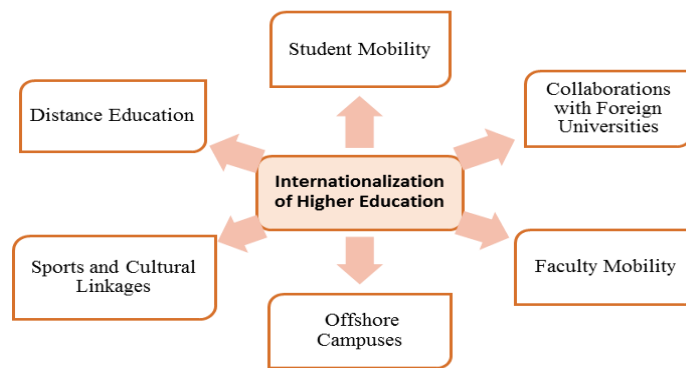 Student Mobility
Distance Education
Collaborations
with Foreign
Universities
Internationalization
of Higher Education
Sports and Cultural
Linkages
Faculty Mobility
Offshore
Campuses